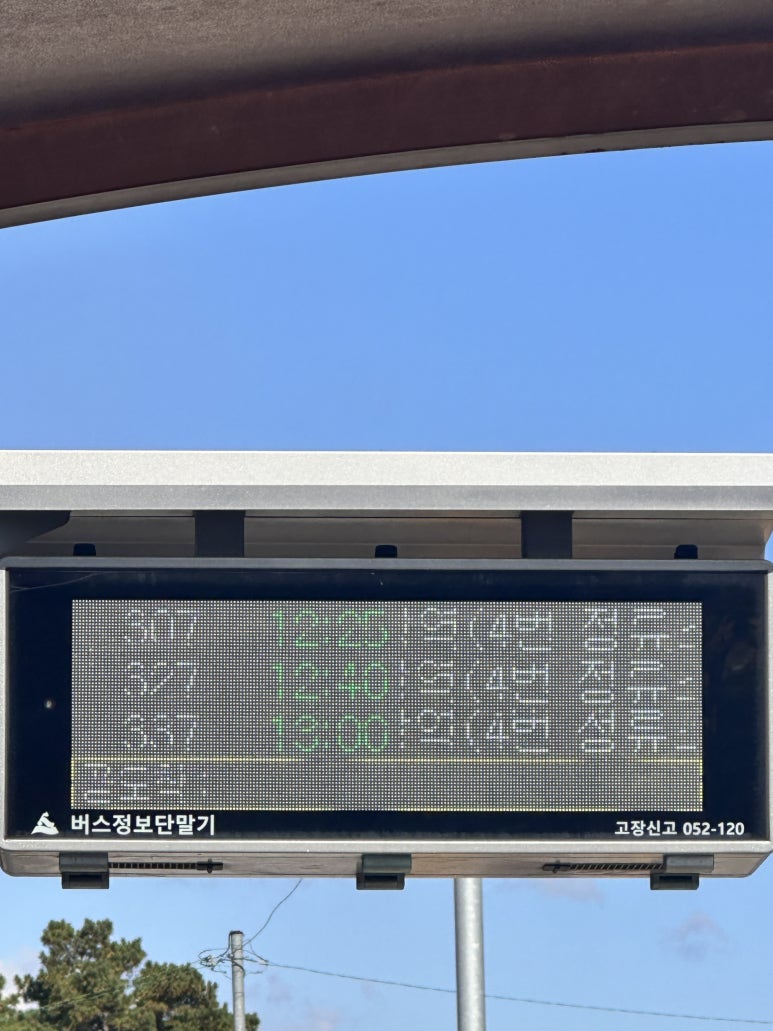 307 12:25 역(4번 정류
327 12:40 역(4번 정류
337 13:00 역(4번 정류
버스정보단말기
고장신고 052-120